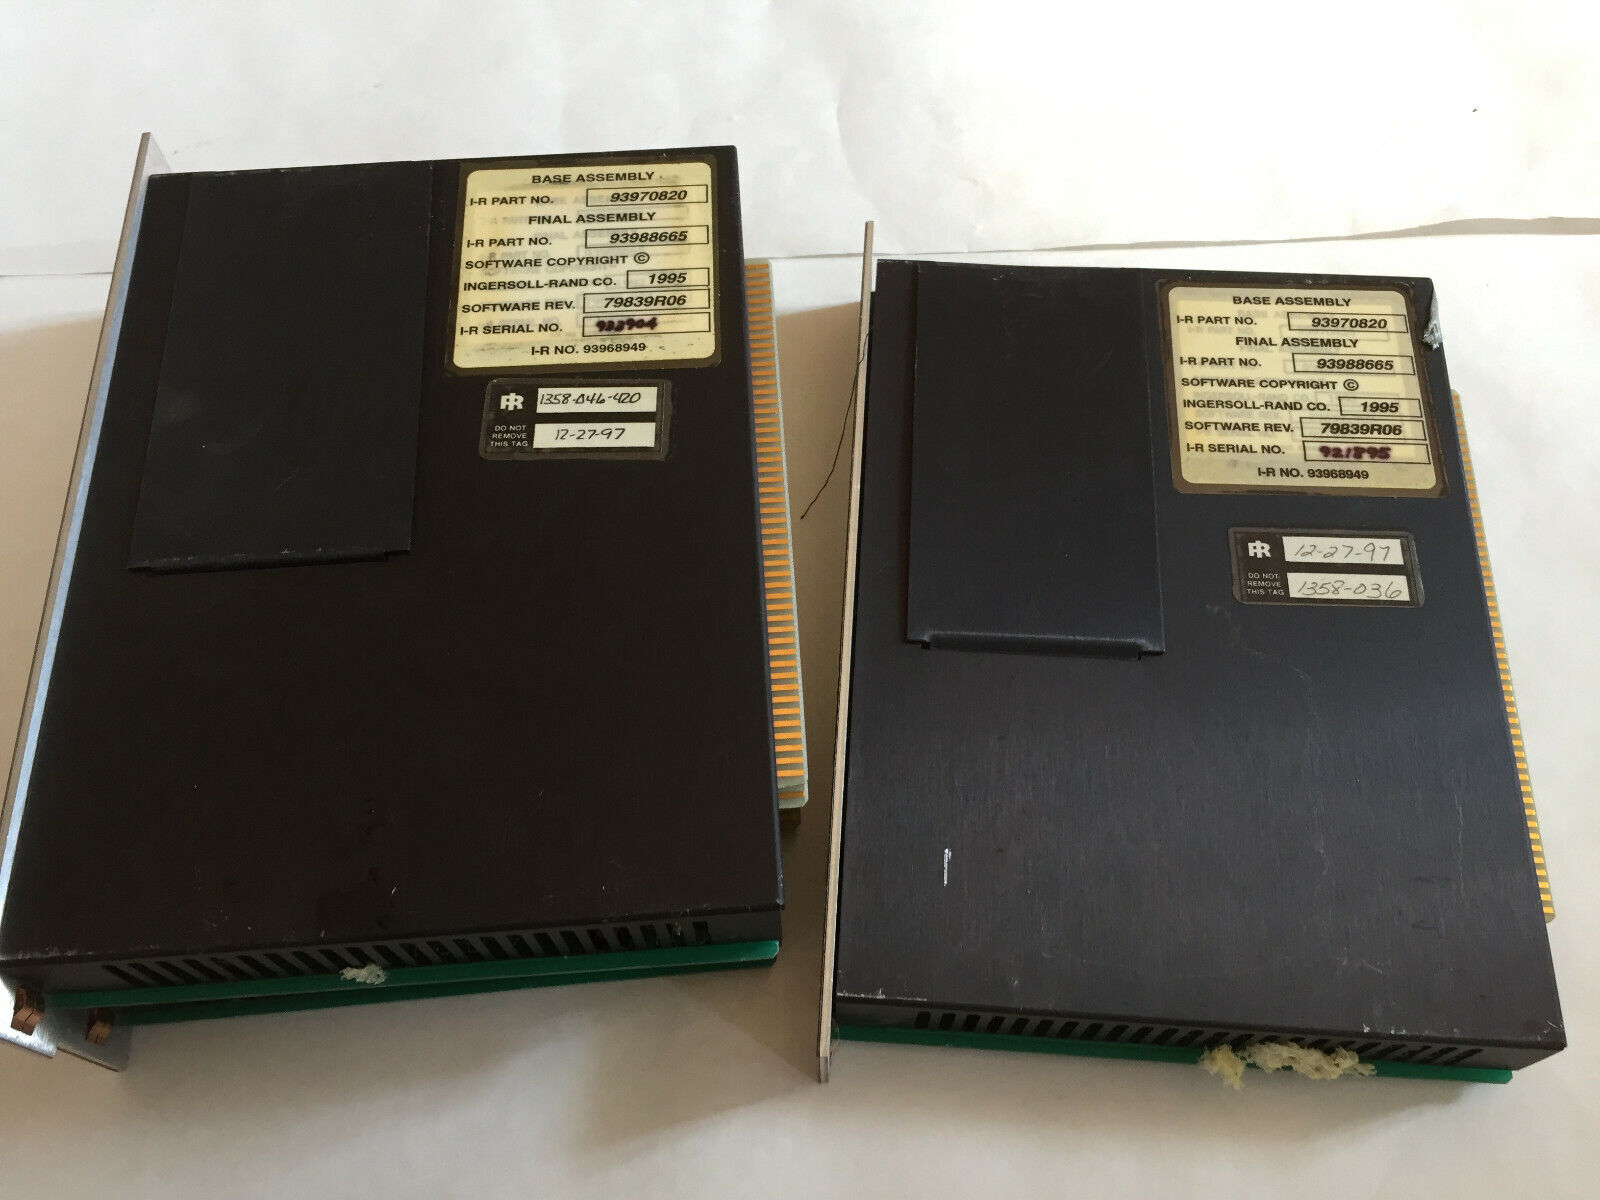 BASE ASSEMBLY
I-R PART NO. 93970820
FINAL ASSEMBLY
I-R PART NO. 93988665
SOFTWARE COPYRIGHT ©
INGERSOLL-RAND CO. 1995
SOFTWARE REV. 79839R06
I-R SERIAL NO.
I-R NO. 93968949
IR 1358-046-420
DO NOT REMOVE THIS TAG 12-27-97
BASE ASSEMBLY
I-R PART NO. 93970820
FINAL ASSEMBLY
I-R PART NO. 93988665
SOFTWARE COPYRIGHT ©
INGERSOLL-RAND CO. 1995
SOFTWARE REV. 79839R06
I-R SERIAL NO. 921895
I-R NO. 93968949
IR 12-27-97
DO NOT REMOVE THIS TAG 1358-036